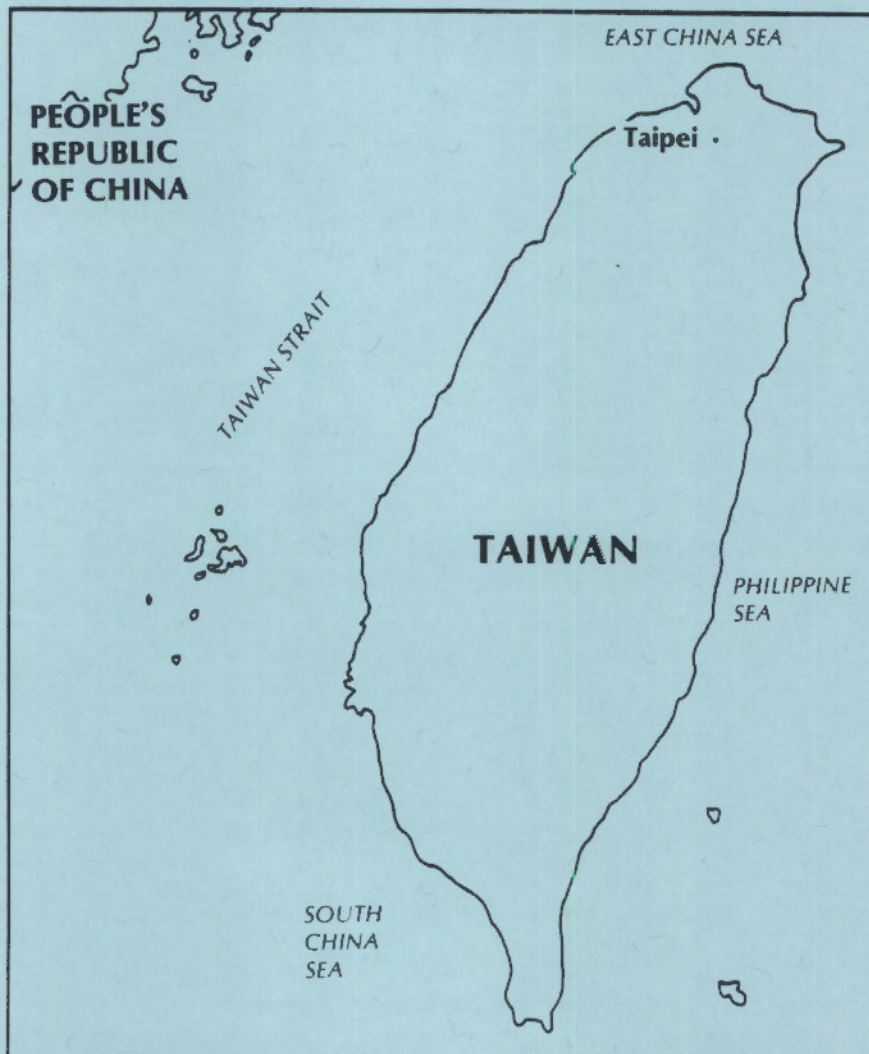 EAST CHINA SEA
PEOPLE'S
REPUBLIC
OF CHINA
Taipei
TAIWAN STRAIT
TAIWAN
PHILIPPINE
SEA
SOUTH
CHINA
SEA